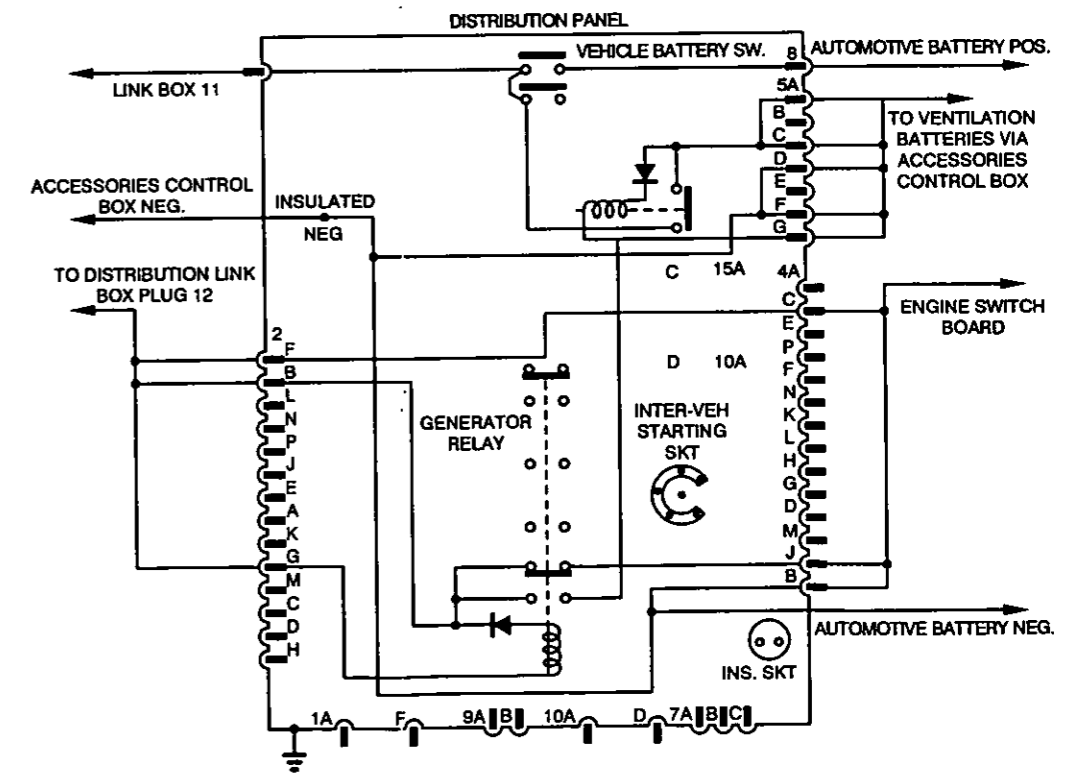 DISTRIBUTION PANEL
VEHICLE BATTERY SW.
8
AUTOMOTIVE BATTERY POS.
LINK BOX 11
5A
B
C
D
E
F
G
TO VENTILATION
BATTERIES VIA
ACCESSORIES
CONTROL BOX
ACCESSORIES CONTROL
BOX NEG.
INSULATED
NEG
TO DISTRIBUTION LINK
BOX PLUG 12
C 15A
4A
C
E
P
F
N
K
L
H
G
D
M
J
B
ENGINE SWITCH
BOARD
2
F
B
L
N
P
J
E
A
K
G
M
C
D
H
D 10A
GENERATOR
RELAY
INTER-VEH
STARTING
SKT
AUTOMOTIVE BATTERY NEG.
INS. SKT
1A F 9A B 10A D 7A B C